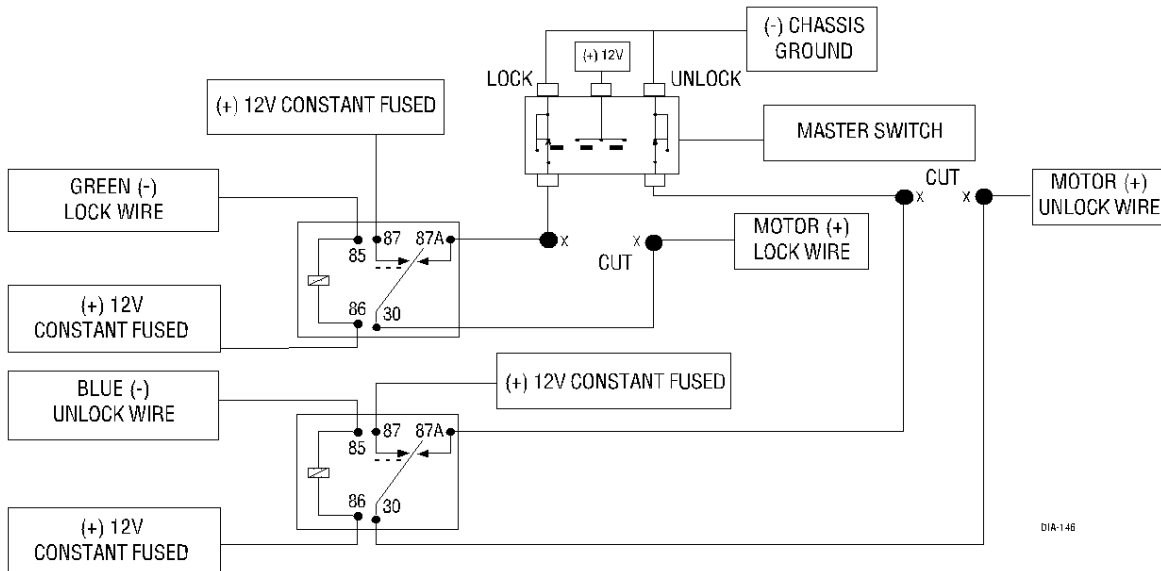 (-) CHASSIS
GROUND
(+) 12V
LOCK
UNLOCK
(+) 12V CONSTANT FUSED
MASTER SWITCH
GREEN (-)
LOCK WIRE
CUT
MOTOR (+)
UNLOCK WIRE
X
X
87
87A
85
X
X
MOTOR (+)
LOCK WIRE
CUT
(+) 12V
CONSTANT FUSED
86
30
BLUE (-)
UNLOCK WIRE
(+) 12V CONSTANT FUSED
87
87A
85
86
30
(+) 12V
CONSTANT FUSED
DIA-146